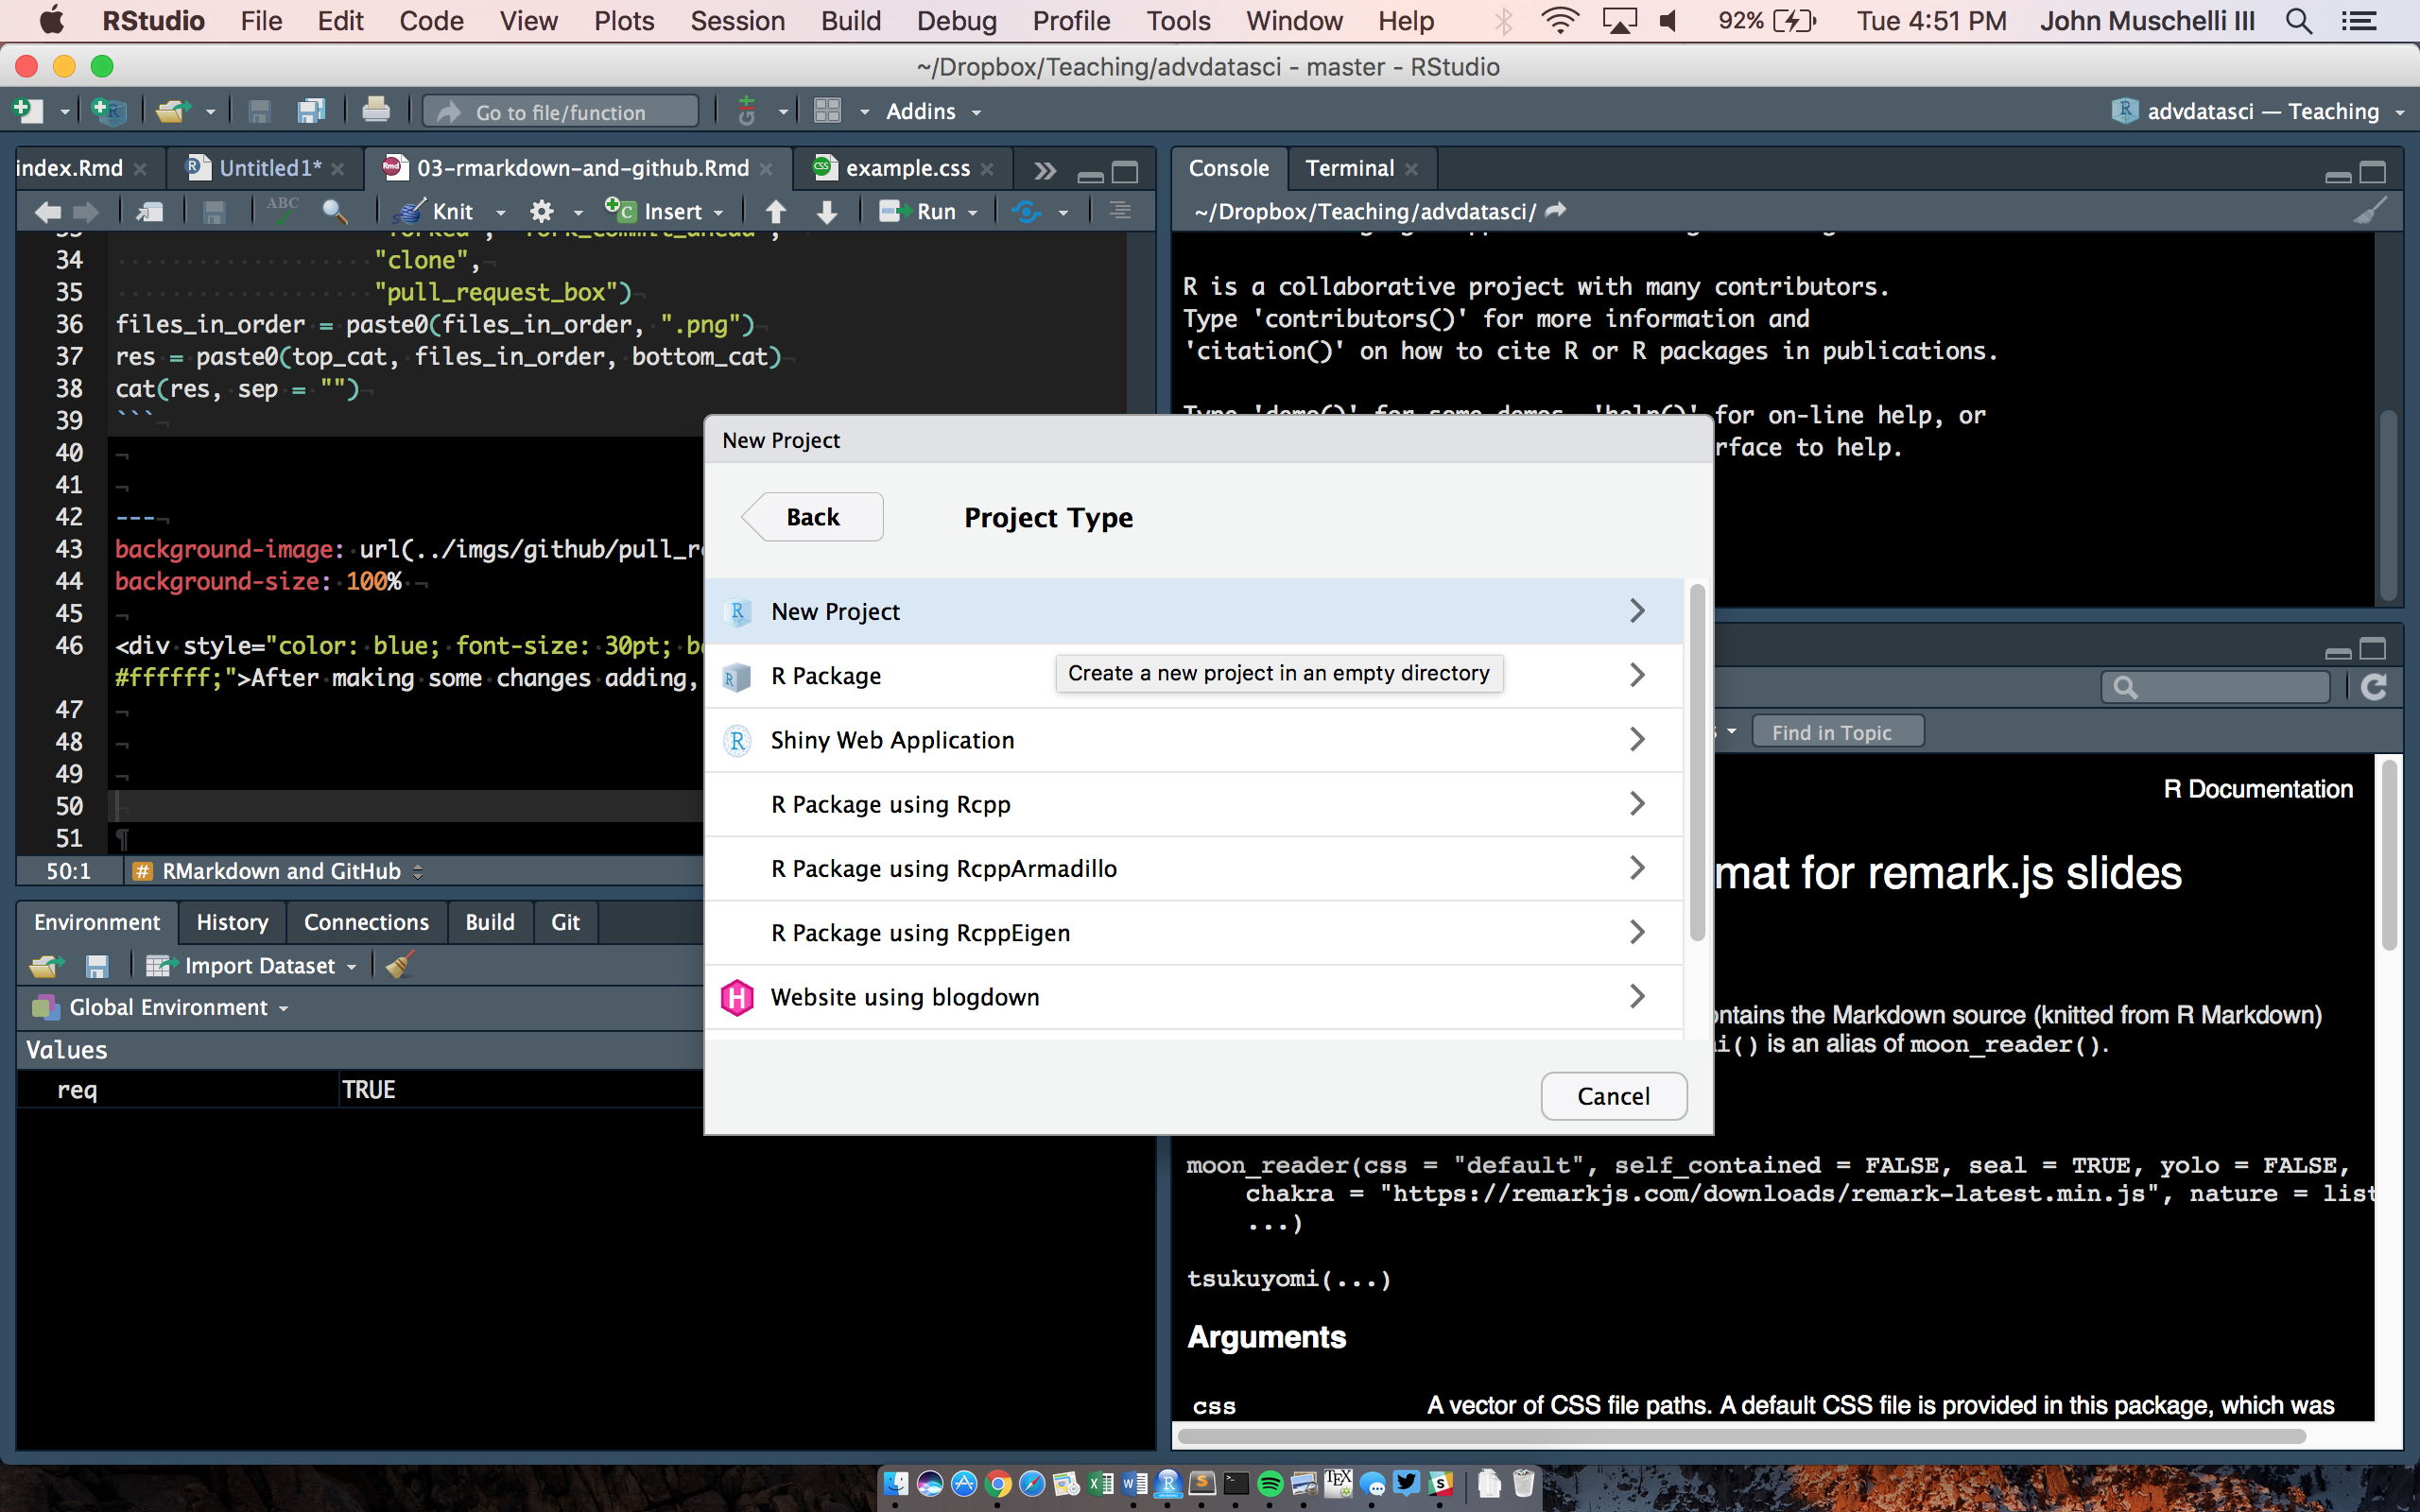 RStudio File Edit Code View Plots Session Build Debug Profile Tools Window Help 92% Tue 4:51 PM John Muschelli III
~/Dropbox/Teaching/advdatasci - master - RStudio
Go to file/function Addins advdatasci — Teaching
index.Rmd Untitled1* 03-rmarkdown-and-github.Rmd example.css
ABC Knit Insert Run
34 "clone",
35 "pull_request_box")
36 files_in_order = paste0(files_in_order, ".png")
37 res = paste0(top_cat, files_in_order, bottom_cat)
38 cat(res, sep = "")
39 ```
40
41
42 ---
43 background-image: url(../imgs/github/pull_r
44 background-size: 100%
45
46 <div style="color: blue; font-size: 30pt;
#ffffff;">After making some changes adding,
47
48
49
50
51
50:1 RMarkdown and GitHub
Environment History Connections Build Git
Import Dataset
Global Environment
Values
req TRUE
Console Terminal
~/Dropbox/Teaching/advdatasci/
R is a collaborative project with many contributors.
Type 'contributors()' for more information and
'citation()' on how to cite R or R packages in publications.
Type 'demo()' for some demos, 'help()' for on-line help, or
rface to help.
New Project
Back Project Type
New Project
R Package
Create a new project in an empty directory
Shiny Web Application
R Package using Rcpp
R Package using RcppArmadillo
R Package using RcppEigen
Website using blogdown
Cancel
Find in Topic
R Documentation
mat for remark.js slides
ntains the Markdown source (knitted from R Markdown)
i() is an alias of moon_reader().
moon_reader(css = "default", self_contained = FALSE, seal = TRUE, yolo = FALSE,
chakra = "https://remarkjs.com/downloads/remark-latest.min.js", nature = list
...)
tsukuyomi(...)
Arguments
css A vector of CSS file paths. A default CSS file is provided in this package, which was